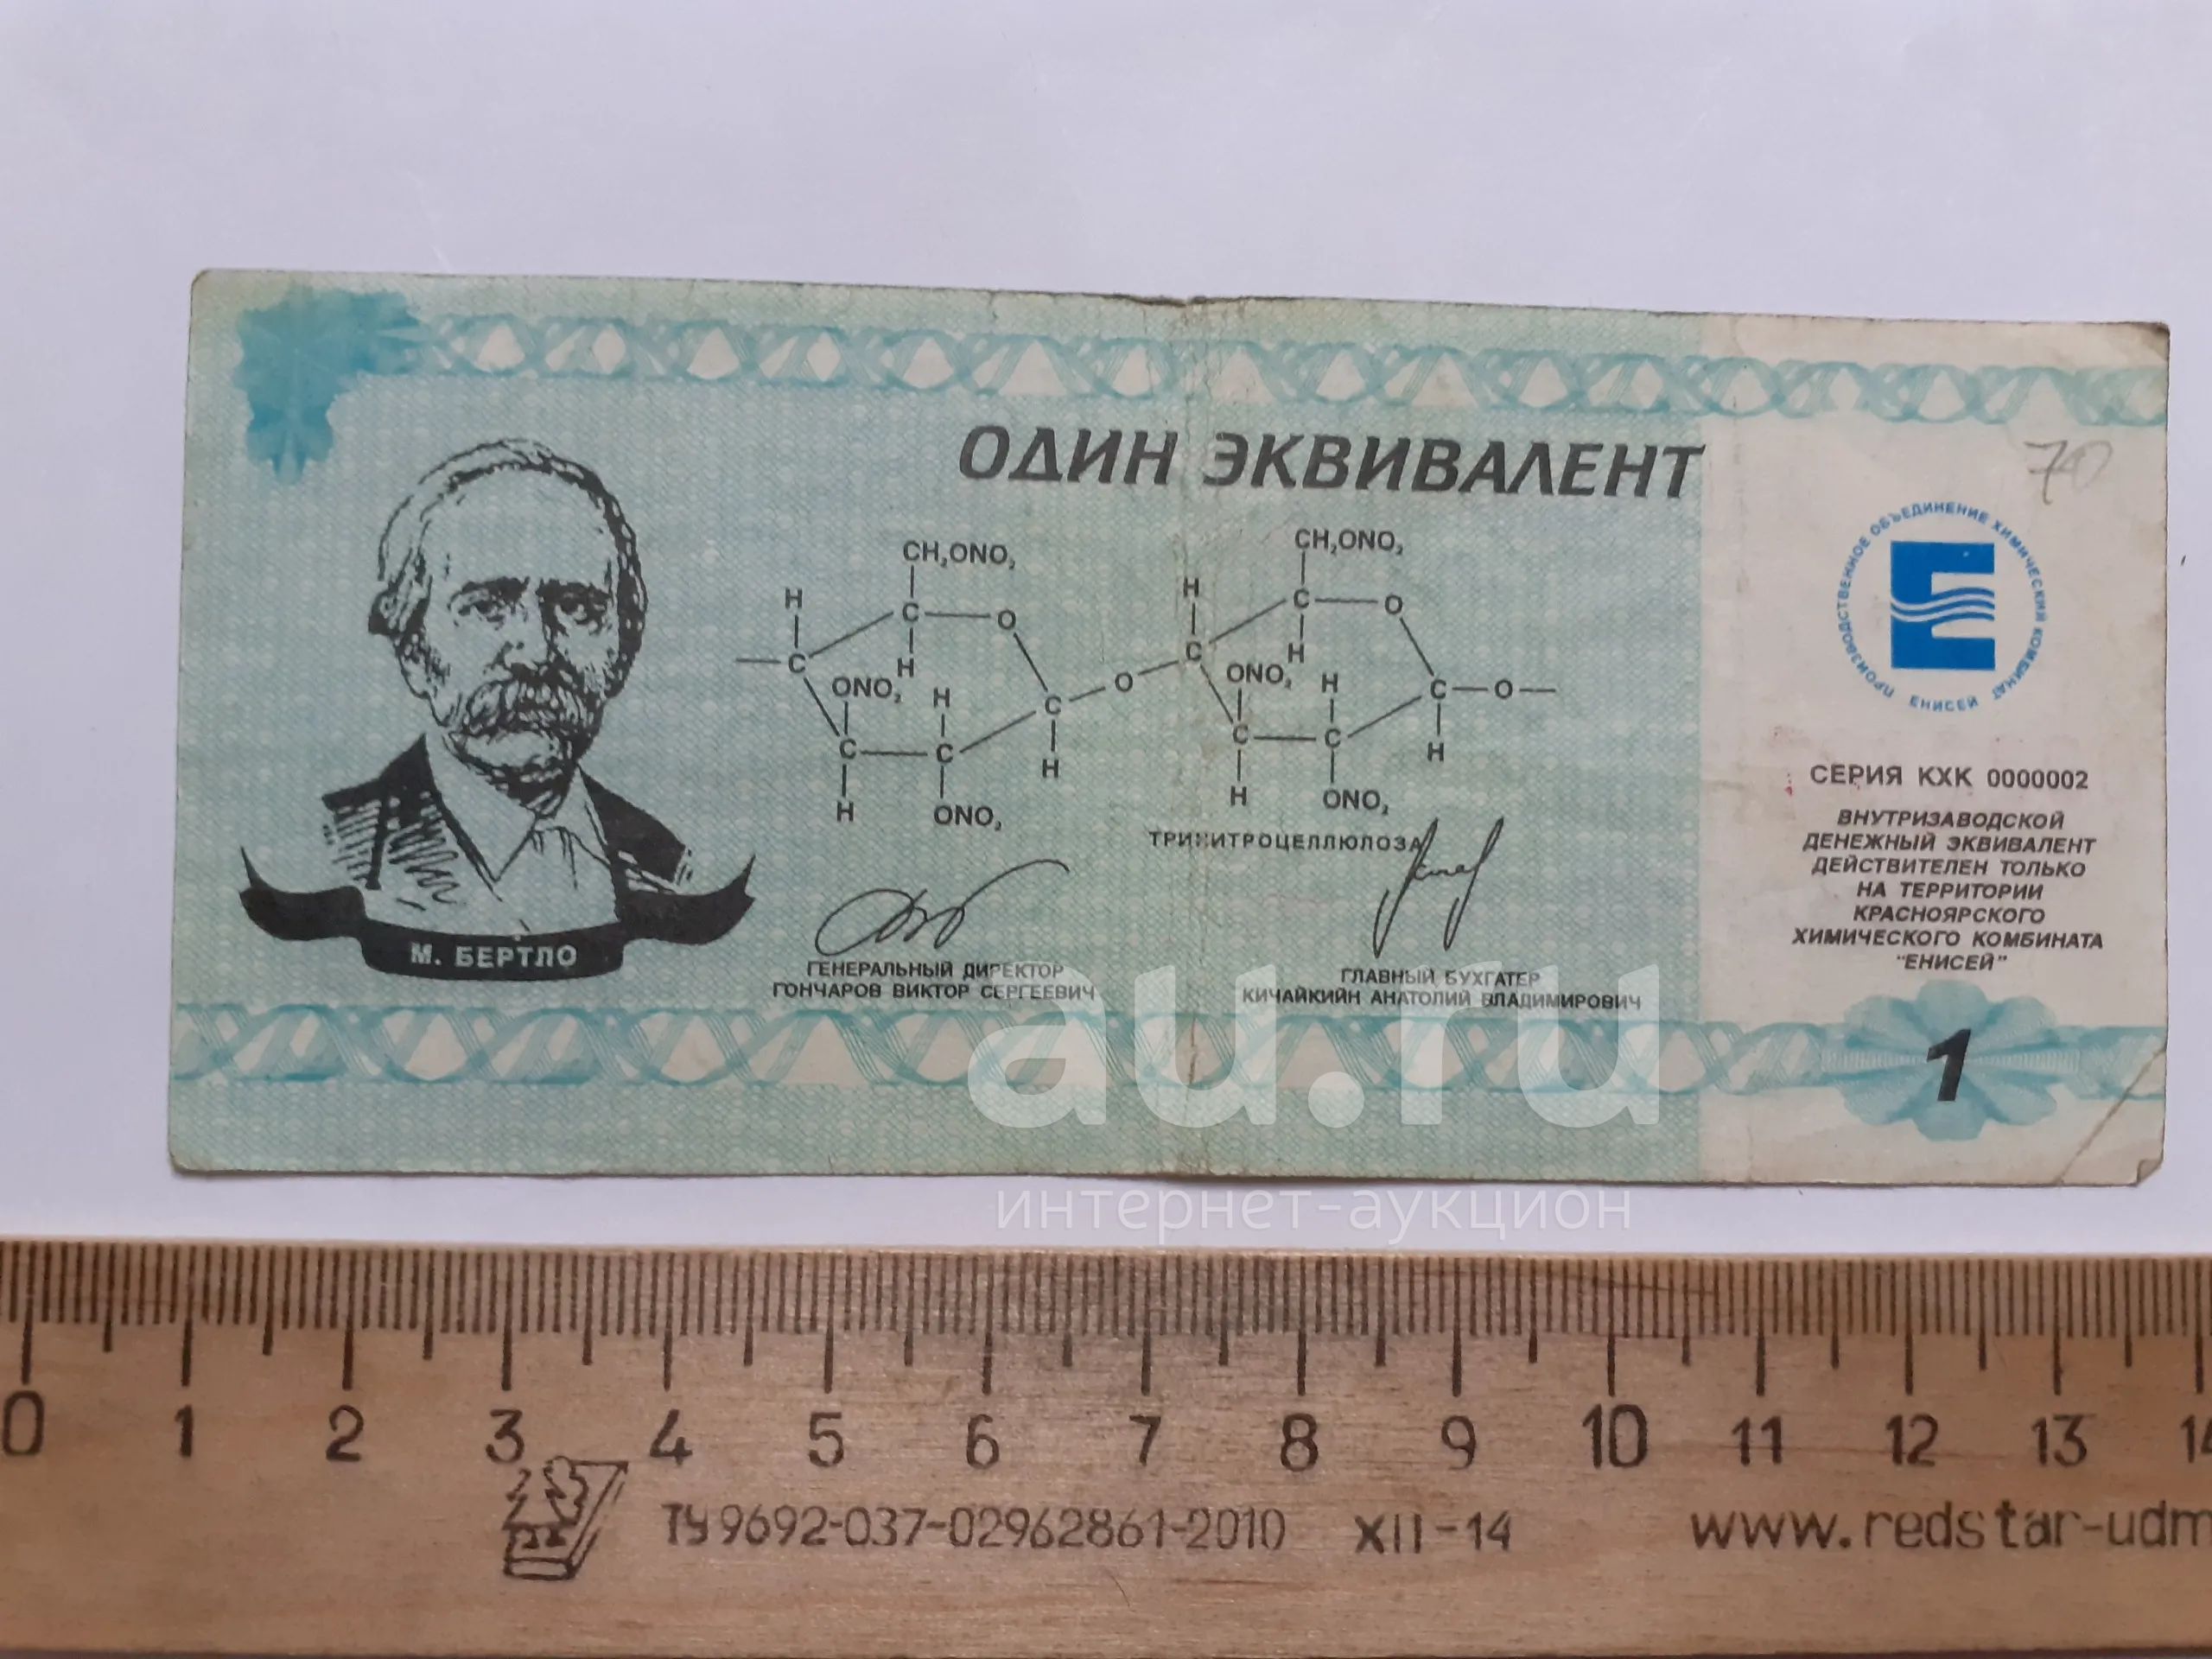 ОДИН ЭКВИВАЛЕНТ
70
CH₂ONO₂
CH₂ONO₂
H
C
O
H
C
O
C
H
ONO₂
H
C
O
C
H
ONO₂
H
C
O
C
C
H
C
C
H
H
ONO₂
H
ONO₂
ТРИНИТРОЦЕЛЛЮЛОЗА
М. БЕРТЛО
ГЕНЕРАЛЬНЫЙ ДИРЕКТОР
ГОНЧАРОВ ВИКТОР СЕРГЕЕВИЧ
ГЛАВНЫЙ БУХГАТЕР
КИЧАЙКИЙН АНАТОЛИЙ ВЛАДИМИРОВИЧ
ПРОИЗВОДСТВЕННОЕ ОБЪЕДИНЕНИЕ ХИМИЧЕСКИЙ КОМБИНАТ
ЕНИСЕЙ
СЕРИЯ КХК 0000002
ВНУТРИЗАВОДСКОЙ
ДЕНЕЖНЫЙ ЭКВИВАЛЕНТ
ДЕЙСТВИТЕЛЕН ТОЛЬКО
НА ТЕРРИТОРИИ
КРАСНОЯРСКОГО
ХИМИЧЕСКОГО КОМБИНАТА
"ЕНИСЕЙ"
1
au.ru
интернет-аукцион
0 1 2 3 4 5 6 7 8 9 10 11 12 13 14
ТУ 9692-037-02962861-2010 XII-14 www.redstar-udm